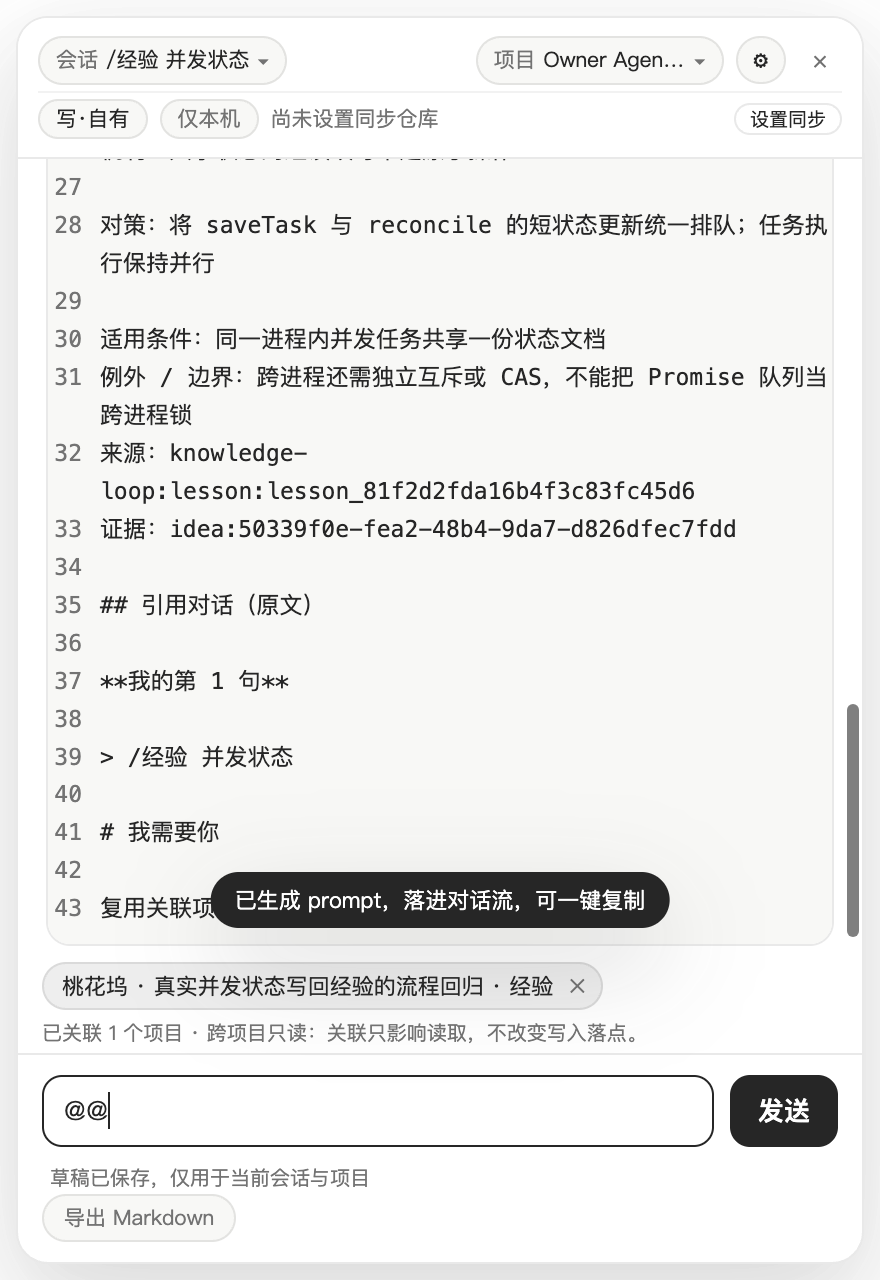 会话 /经验 并发状态
项目 Owner Agen... ⚙ ×
写·自有 仅本机 尚未设置同步仓库 设置同步
27
28 对策：将 saveTask 与 reconcile 的短状态更新统一排队；任务执
行保持并行
29
30 适用条件：同一进程内并发任务共享一份状态文档
31 例外 / 边界：跨进程还需独立互斥或 CAS，不能把 Promise 队列当
跨进程锁
32 来源：knowledge-
loop:lesson:lesson_81f2d2fda16b4f3c83fc45d6
33 证据：idea:50339f0e-fea2-48b4-9da7-d826dfec7fdd
34
35 ## 引用对话（原文）
36
37 **我的第 1 句**
38
39 > /经验 并发状态
40
41 # 我需要你
42
43 复用关联项
已生成 prompt，落进对话流，可一键复制
桃花坞 · 真实并发状态写回经验的流程回归 · 经验 ×
已关联 1 个项目 · 跨项目只读：关联只影响读取，不改变写入落点。
@@
发送
草稿已保存，仅用于当前会话与项目
导出 Markdown